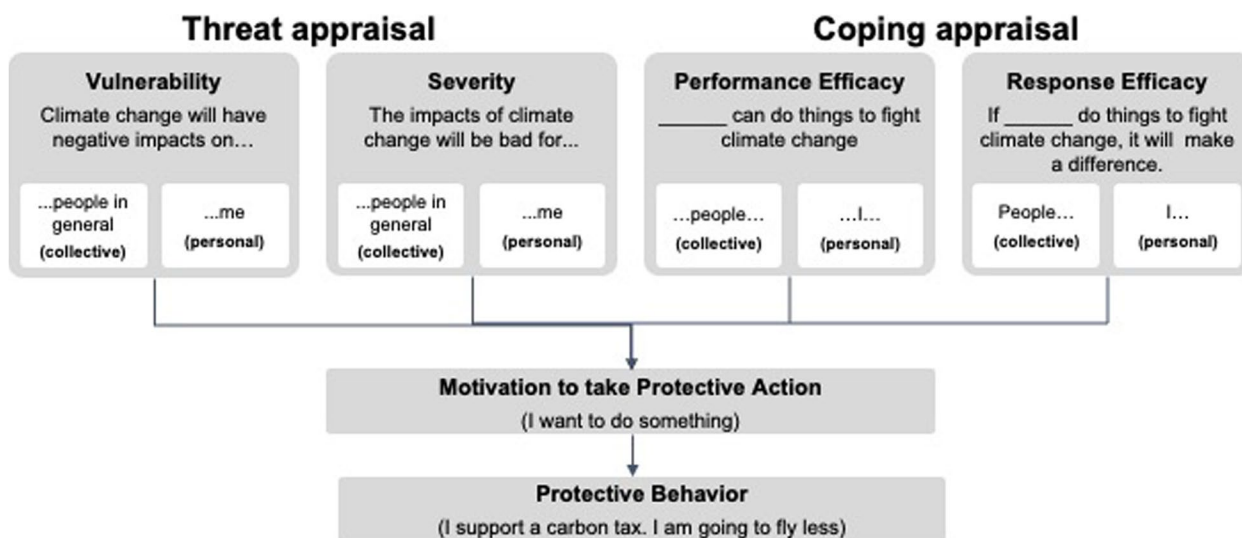 Threat appraisal
Coping appraisal
Vulnerability
Climate change will have
negative impacts on…
...people in
general
(collective)
...me
(personal)
Severity
The impacts of climate
change will be bad for...
...people in
general
(collective)
...me
(personal)
Performance Efficacy
______ can do things to fight
climate change
…people…
(collective)
…I…
(personal)
Response Efficacy
If ______ do things to fight
climate change, it will make
a difference.
People…
(collective)
I…
(personal)
Motivation to take Protective Action
(I want to do something)
Protective Behavior
(I support a carbon tax. I am going to fly less)